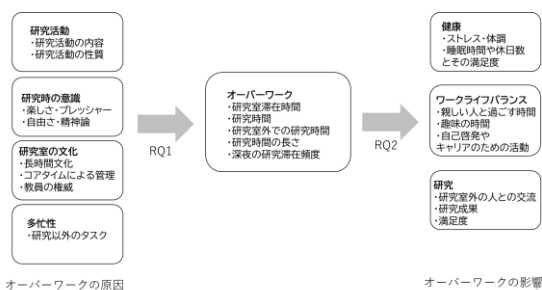 研究活動
・研究活動の内容
・研究活動の性質
研究時の意識
・楽しさ・プレッシャー
・自由さ・精神論
研究室の文化
・長時間文化
・コアタイムによる管理
・教員の権威
多忙性
・研究以外のタスク
オーバーワークの原因
RQ1
オーバーワーク
・研究室滞在時間
・研究時間
・研究室外での研究時間
・研究時間の長さ
・深夜の研究滞在頻度
RQ2
健康
・ストレス・体調
・睡眠時間や休日数
とその満足度
ワークライフバランス
・親しい人と過ごす時間
・趣味の時間
・自己啓発や
キャリアのための活動
研究
・研究室外の人との交流
・研究成果
・満足度
オーバーワークの影響